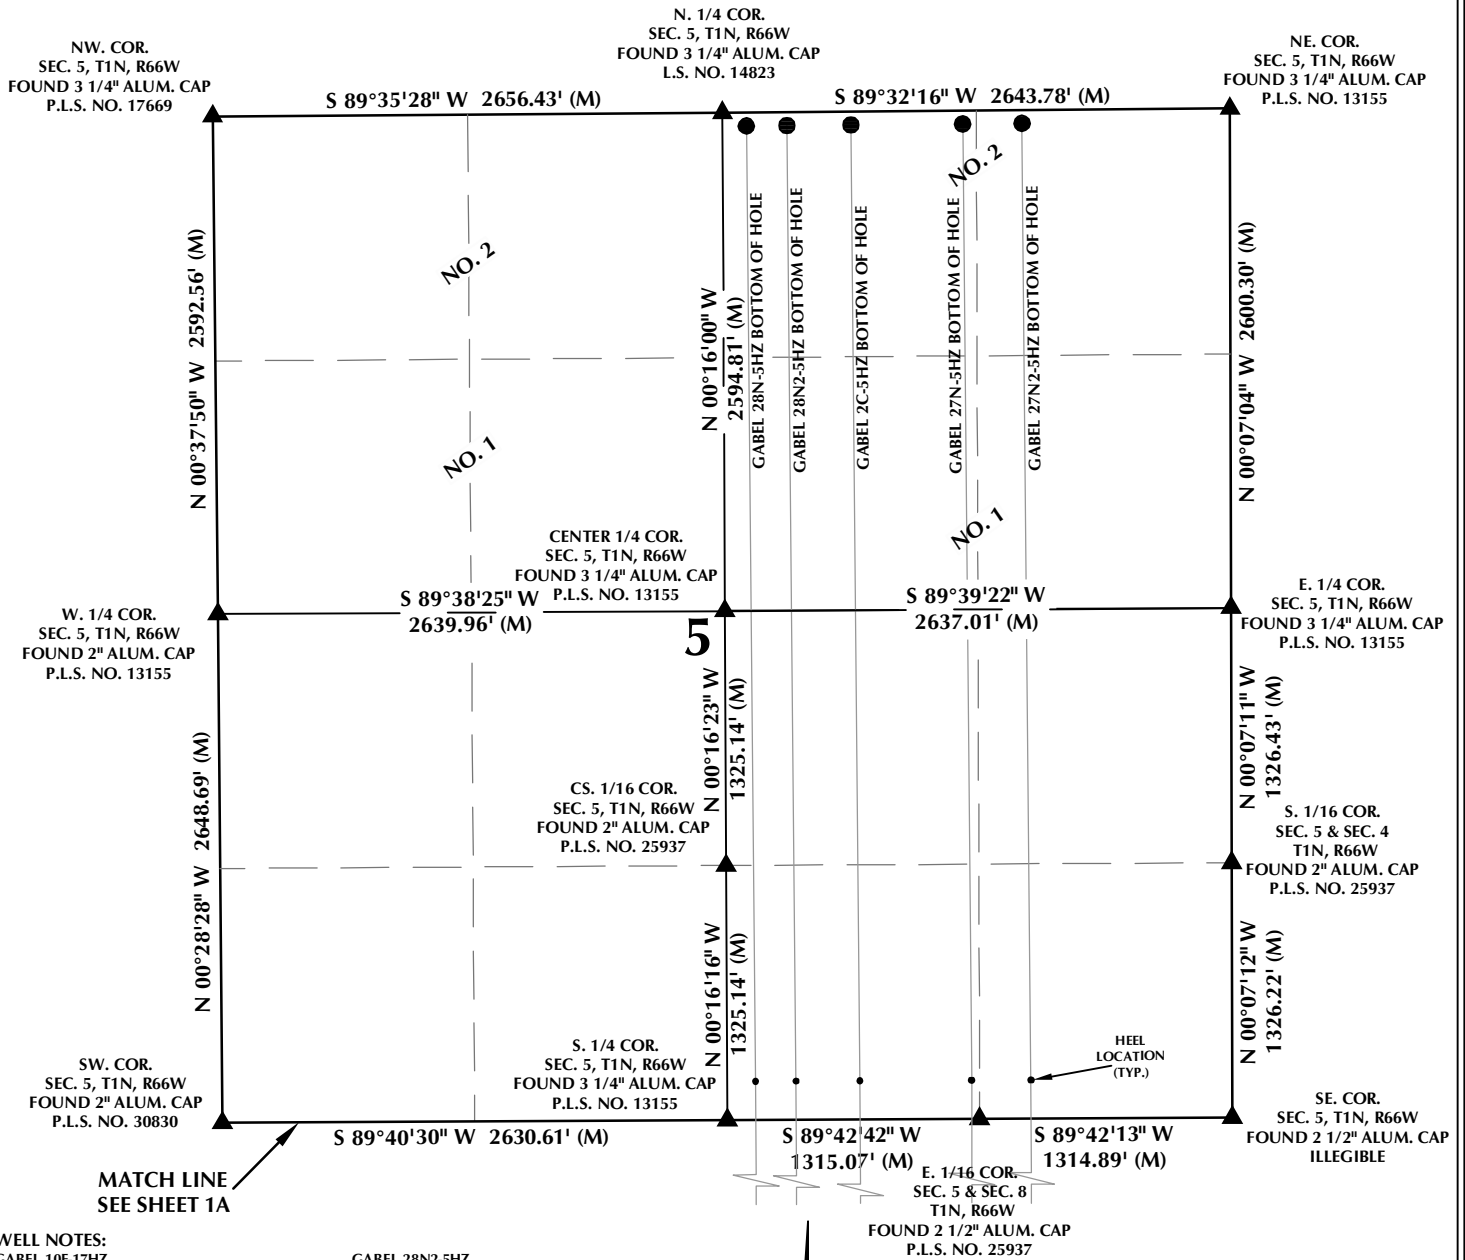 N. 1/4 COR.
SEC. 5, T1N, R66W
FOUND 3 1/4" ALUM. CAP
L.S. NO. 14823
NW. COR.
SEC. 5, T1N, R66W
FOUND 3 1/4" ALUM. CAP
P.L.S. NO. 17669
NE. COR.
SEC. 5, T1N, R66W
FOUND 3 1/4" ALUM. CAP
P.L.S. NO. 13155
S 89°35'28" W 2656.43' (M)
S 89°32'16" W 2643.78' (M)
NO. 2
NO. 2
N 00°37'50" W 2592.56' (M)
N 00°16'00" W
2594.81' (M)
GABEL 28N-5HZ BOTTOM OF HOLE
GABEL 28N2-5HZ BOTTOM OF HOLE
GABEL 2C-5HZ BOTTOM OF HOLE
GABEL 27N-5HZ BOTTOM OF HOLE
GABEL 27N2-5HZ BOTTOM OF HOLE
N 00°07'04" W 2600.30' (M)
NO. 1
NO. 1
CENTER 1/4 COR.
SEC. 5, T1N, R66W
FOUND 3 1/4" ALUM. CAP
P.L.S. NO. 13155
S 89°38'25" W
2639.96' (M)
S 89°39'22" W
2637.01' (M)
W. 1/4 COR.
SEC. 5, T1N, R66W
FOUND 2" ALUM. CAP
P.L.S. NO. 13155
E. 1/4 COR.
SEC. 5, T1N, R66W
FOUND 3 1/4" ALUM. CAP
P.L.S. NO. 13155
5
N 00°28'28" W 2648.69' (M)
N 00°16'23" W
1325.14' (M)
N 00°07'11" W
1326.43' (M)
CS. 1/16 COR.
SEC. 5, T1N, R66W
FOUND 2" ALUM. CAP
P.L.S. NO. 25937
S. 1/16 COR.
SEC. 5 & SEC. 4
T1N, R66W
FOUND 2" ALUM. CAP
P.L.S. NO. 25937
N 00°16'16" W
1325.14' (M)
N 00°07'12" W
1326.22' (M)
HEEL
LOCATION
(TYP.)
SW. COR.
SEC. 5, T1N, R66W
FOUND 2" ALUM. CAP
P.L.S. NO. 30830
S. 1/4 COR.
SEC. 5, T1N, R66W
FOUND 3 1/4" ALUM. CAP
P.L.S. NO. 13155
SE. COR.
SEC. 5, T1N, R66W
FOUND 2 1/2" ALUM. CAP
ILLEGIBLE
S 89°40'30" W 2630.61' (M)
S 89°42'42" W
1315.07' (M)
S 89°42'13" W
1314.89' (M)
E. 1/16 COR.
SEC. 5 & SEC. 8
T1N, R66W
FOUND 2 1/2" ALUM. CAP
P.L.S. NO. 25937
MATCH LINE
SEE SHEET 1A
WELL NOTES:
GABEL 28N2-5HZ